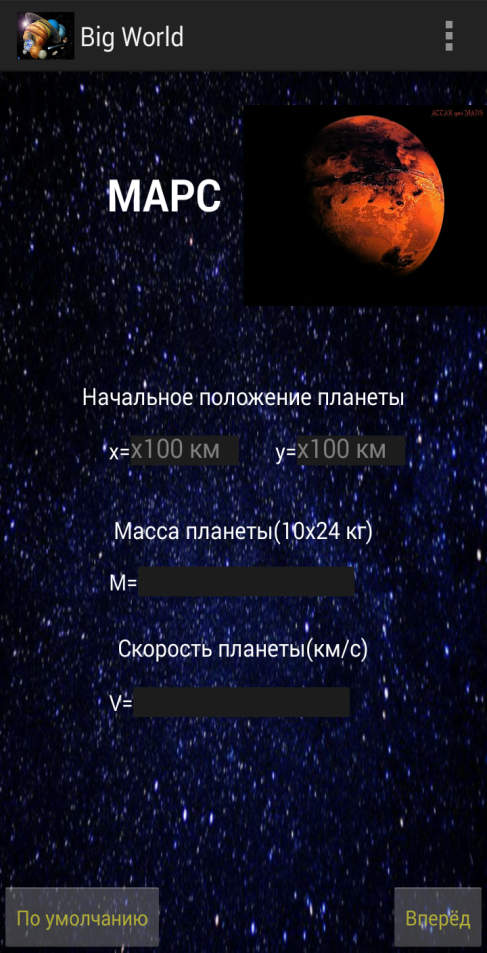 Big World
МАРС
Начальное положение планеты
x=x100 км y=x100 км
Масса планеты(10x24 кг)
M=
Скорость планеты(км/с)
V=
По умолчанию Вперёд